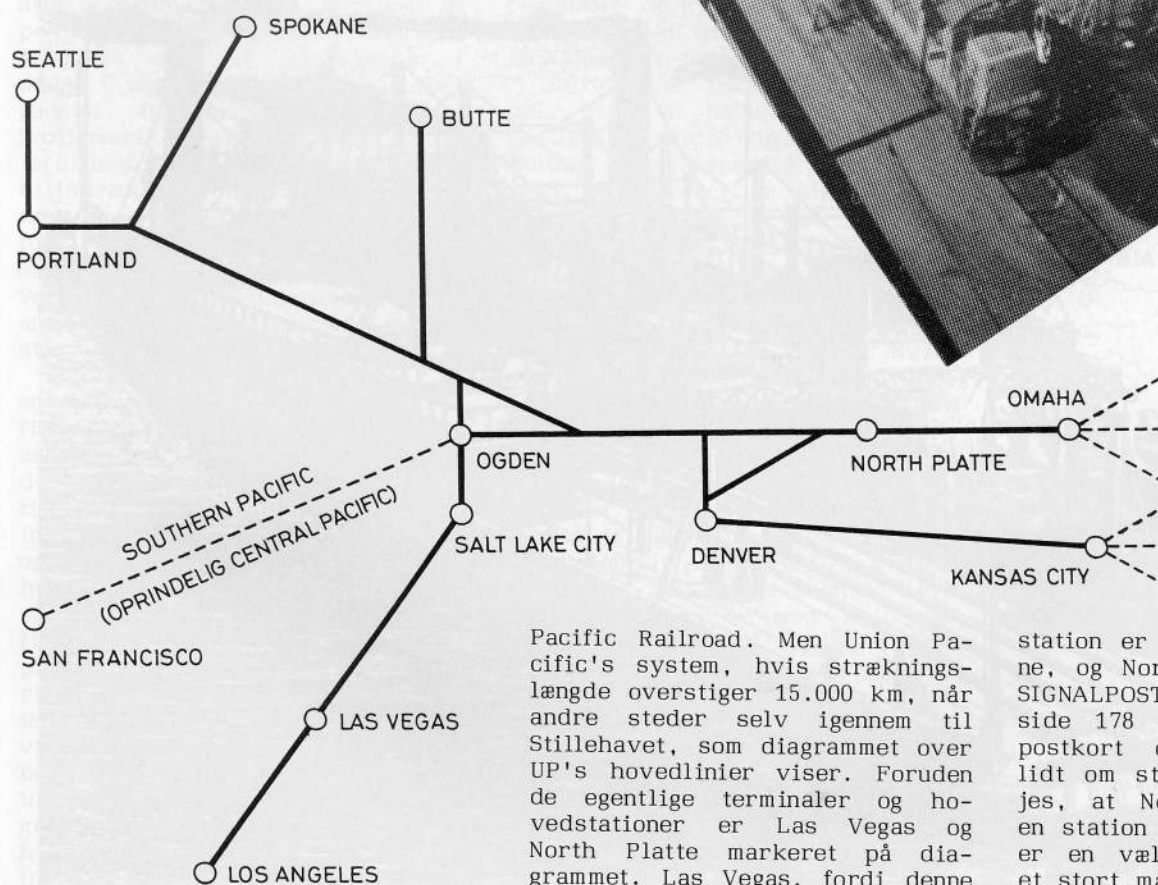 SPOKANE
SEATTLE
BUTTE
PORTLAND
OMAHA
OGDEN
NORTH PLATTE
SOUTHERN PACIFIC
(OPRINDELIG CENTRAL PACIFIC)
SALT LAKE CITY
DENVER
KANSAS CITY
SAN FRANCISCO
LAS VEGAS
LOS ANGELES
Pacific Railroad. Men Union Pa-
cific's system, hvis stræknings-
længde overstiger 15.000 km, når
andre steder selv igennem til
Stillehavet, som diagrammet over
UP's hovedlinier viser. Foruden
de egentlige terminaler og ho-
vedstationer er Las Vegas og
North Platte markeret på dia-
grammet. Las Vegas, fordi denne
station er
ne, og Nor
SIGNALPOST
side 178
postkort
lidt om st
jes, at No
en station
er en væl
et stort ma